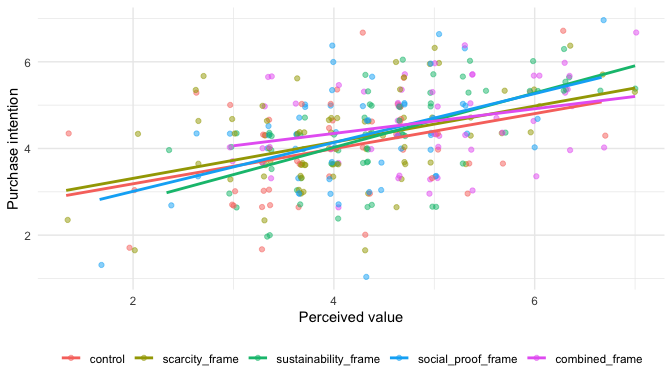 Purchase intention
6
4
2
2 4 6
Perceived value
control scarcity_frame sustainability_frame social_proof_frame combined_frame